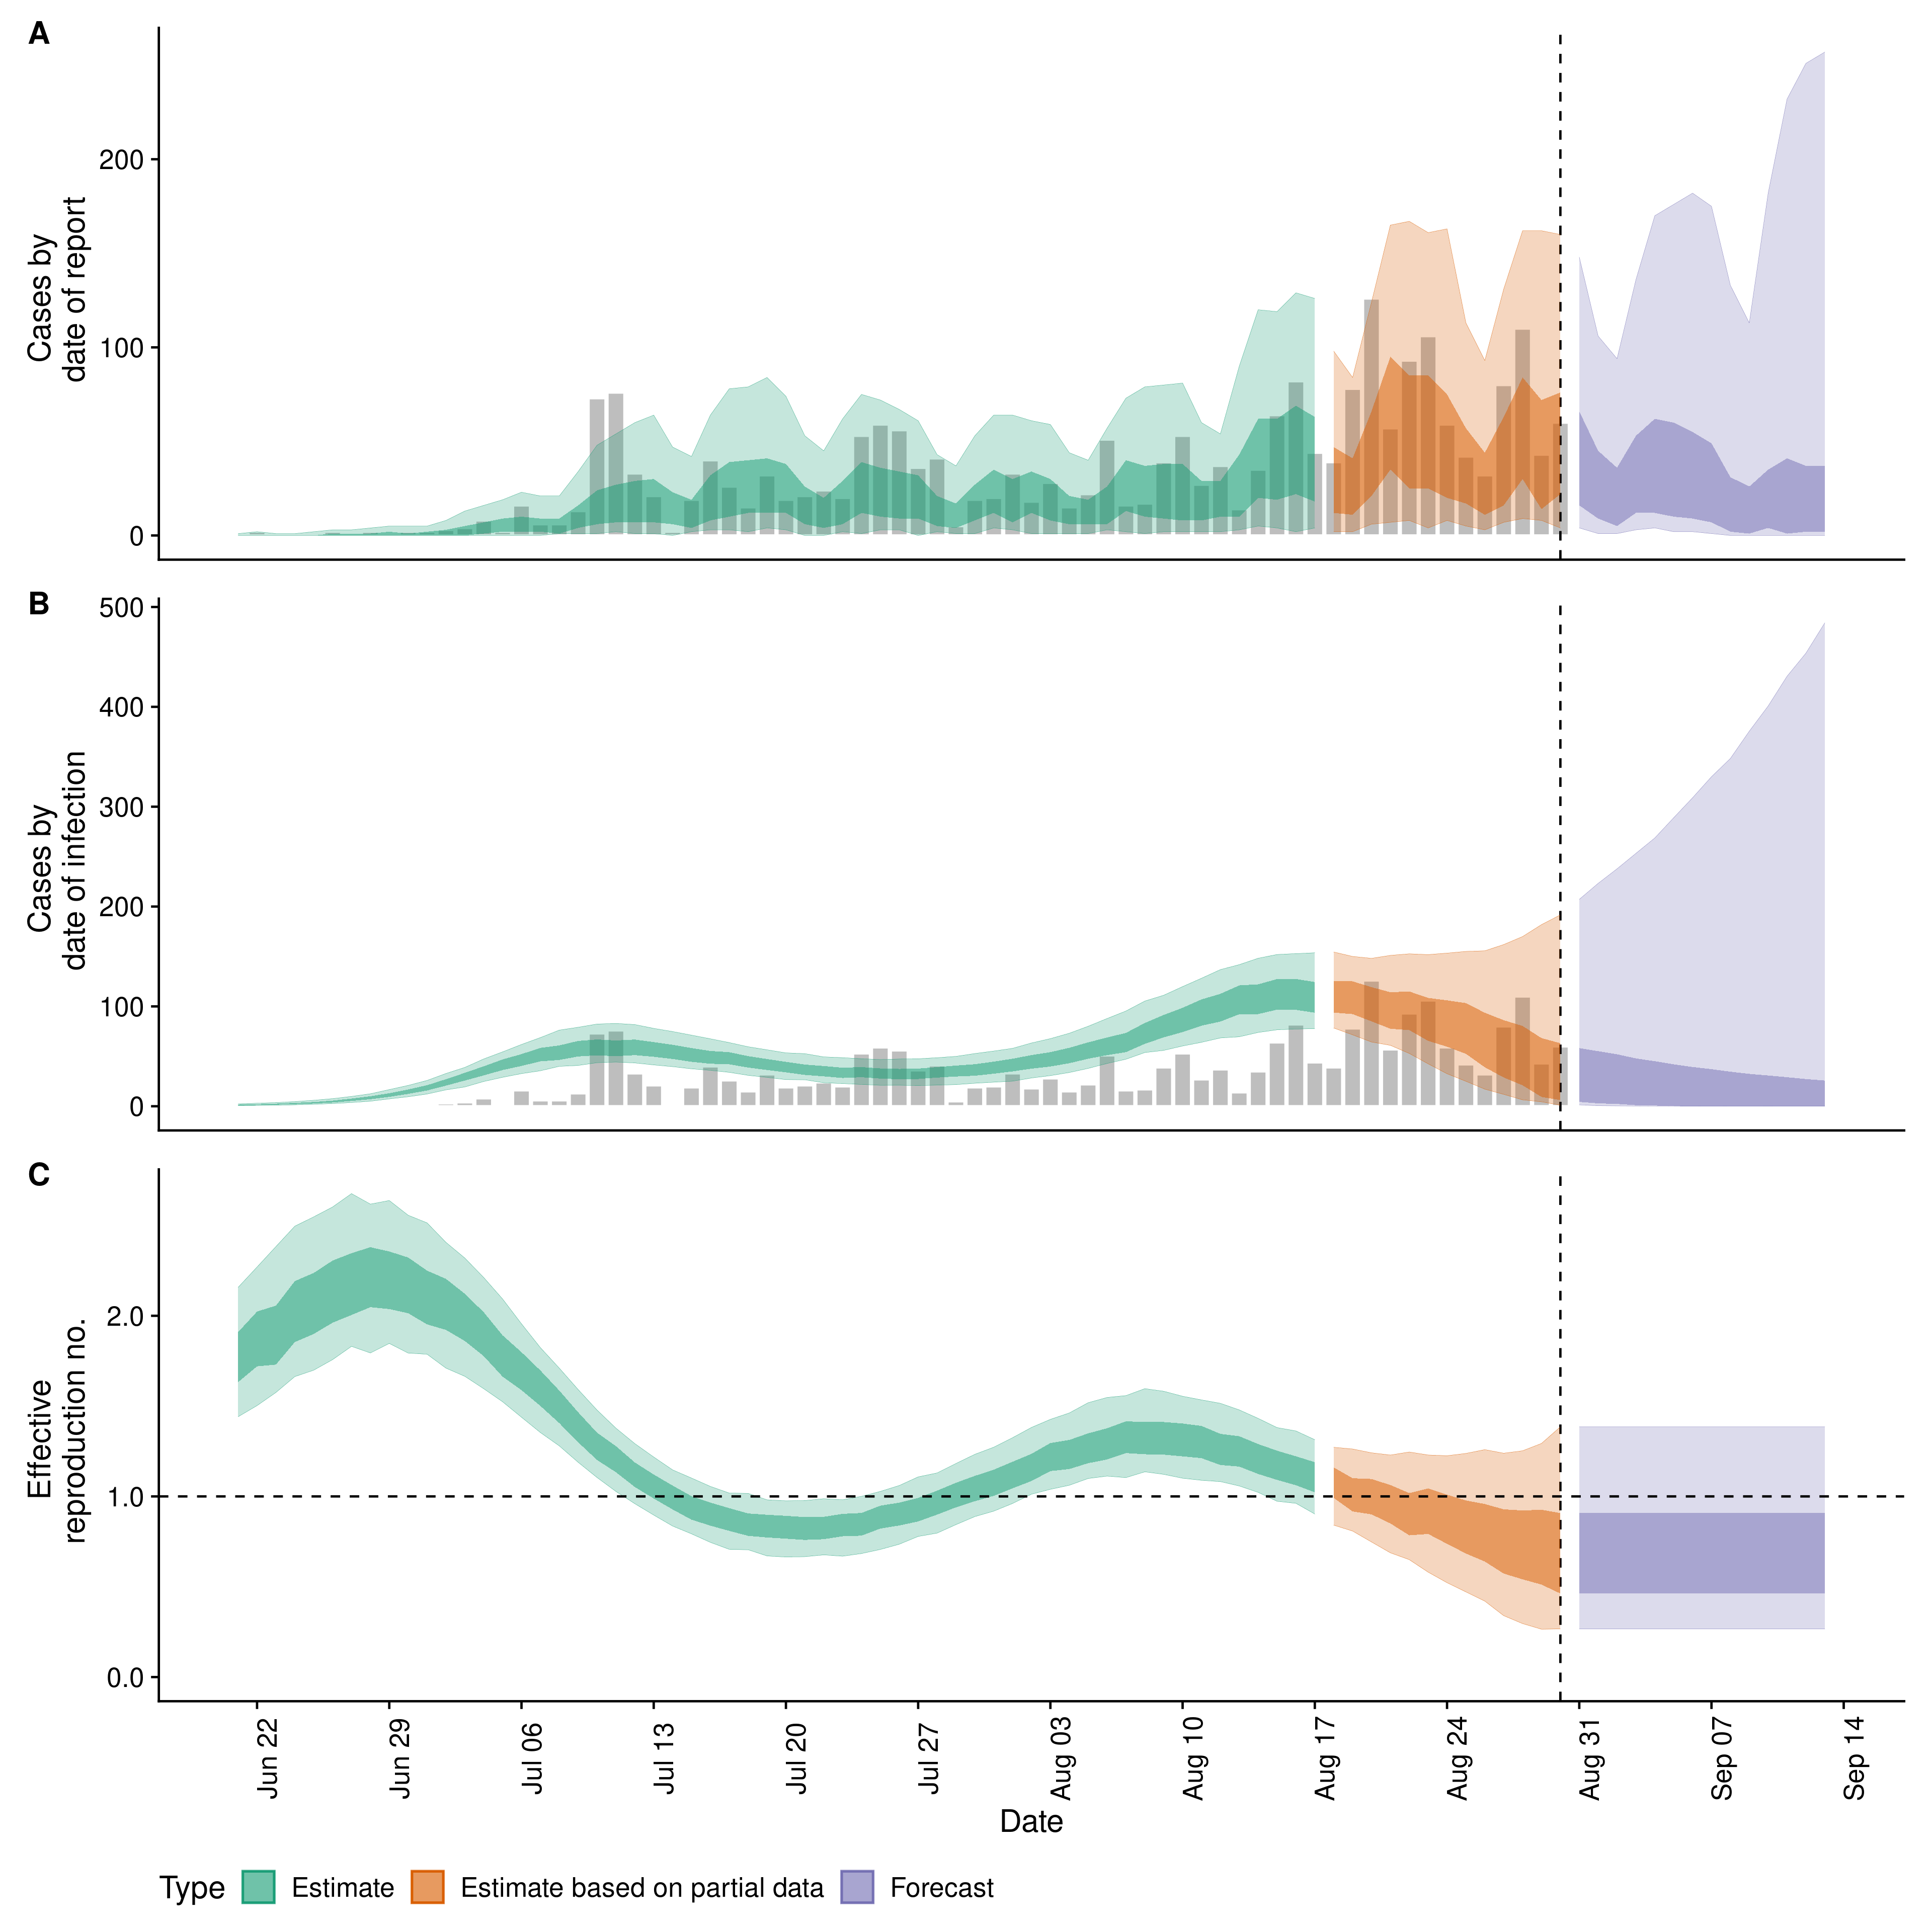 A
Cases by
date of report
200
100
0
B
Cases by
date of infection
500
400
300
200
100
0
C
Effective
reproduction no.
2.0
1.0
0.0
Jun 22
Jun 29
Jul 06
Jul 13
Jul 20
Jul 27
Aug 03
Aug 10
Aug 17
Aug 24
Aug 31
Sep 07
Sep 14
Date
Type Estimate Estimate based on partial data Forecast